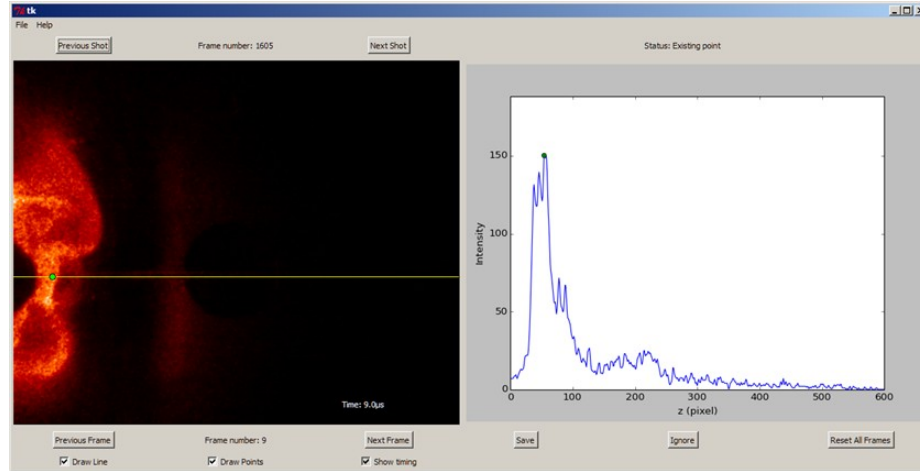 tk
File Help
Previous Shot Frame number: 1605 Next Shot Status: Existing point
Time: 9.0µs
150
100
50
0
Intensity
0 100 200 300 400 500 600
z (pixel)
Previous Frame Frame number: 9 Next Frame Save Ignore Reset All Frames
Draw Line Draw Points Show timing